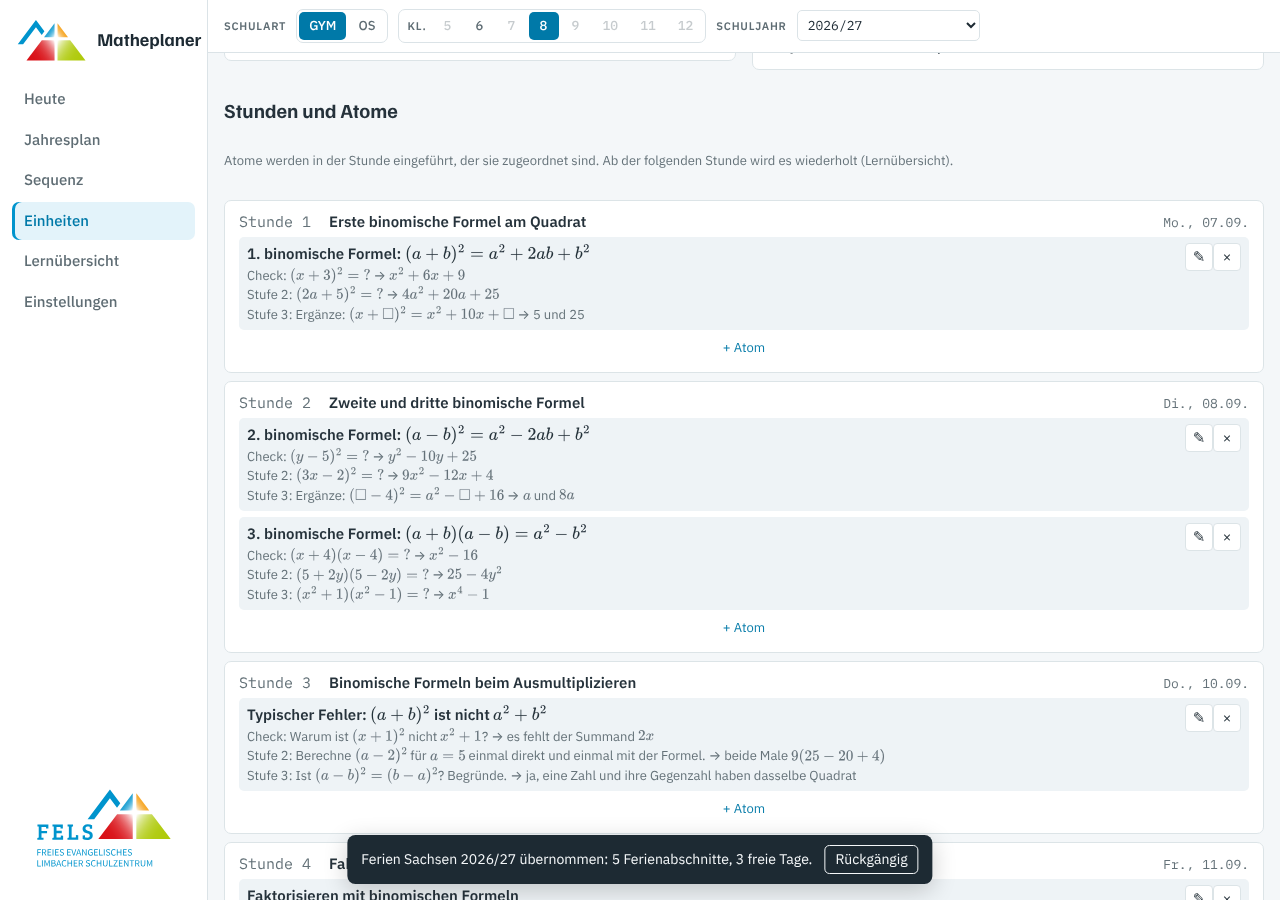 Matheplaner
SCHULART GYM OS KL. 5 6 7 8 9 10 11 12 SCHULJAHR 2026/27
Heute
Jahresplan
Sequenz
Einheiten
Lernübersicht
Einstellungen
FELS
FREIES EVANGELISCHES
LIMBACHER SCHULZENTRUM
Stunden und Atome
Atome werden in der Stunde eingeführt, der sie zugeordnet sind. Ab der folgenden Stunde wird es wiederholt (Lernübersicht).
Stunde 1 Erste binomische Formel am Quadrat Mo., 07.09.
1. binomische Formel: (a + b)² = a² + 2ab + b² ✎ ×
Check: (x + 3)² = ? → x² + 6x + 9
Stufe 2: (2a + 5)² = ? → 4a² + 20a + 25
Stufe 3: Ergänze: (x + □)² = x² + 10x + □ → 5 und 25
+ Atom
Stunde 2 Zweite und dritte binomische Formel Di., 08.09.
2. binomische Formel: (a − b)² = a² − 2ab + b² ✎ ×
Check: (y − 5)² = ? → y² − 10y + 25
Stufe 2: (3x − 2)² = ? → 9x² − 12x + 4
Stufe 3: Ergänze: (□ − 4)² = a² − □ + 16 → a und 8a
3. binomische Formel: (a + b)(a − b) = a² − b² ✎ ×
Check: (x + 4)(x − 4) = ? → x² − 16
Stufe 2: (5 + 2y)(5 − 2y) = ? → 25 − 4y²
Stufe 3: (x² + 1)(x² − 1) = ? → x⁴ − 1
+ Atom
Stunde 3 Binomische Formeln beim Ausmultiplizieren Do., 10.09.
Typischer Fehler: (a + b)² ist nicht a² + b² ✎ ×
Check: Warum ist (x + 1)² nicht x² + 1? → es fehlt der Summand 2x
Stufe 2: Berechne (a − 2)² für a = 5 einmal direkt und einmal mit der Formel. → beide Male 9(25 − 20 + 4)
Stufe 3: Ist (a − b)² = (b − a)²? Begründe. → ja, eine Zahl und ihre Gegenzahl haben dasselbe Quadrat
+ Atom
Stunde 4 Fr., 11.09.
Faktorisieren mit binomischen Formeln ✎ ×
Ferien Sachsen 2026/27 übernommen: 5 Ferienabschnitte, 3 freie Tage. Rückgängig